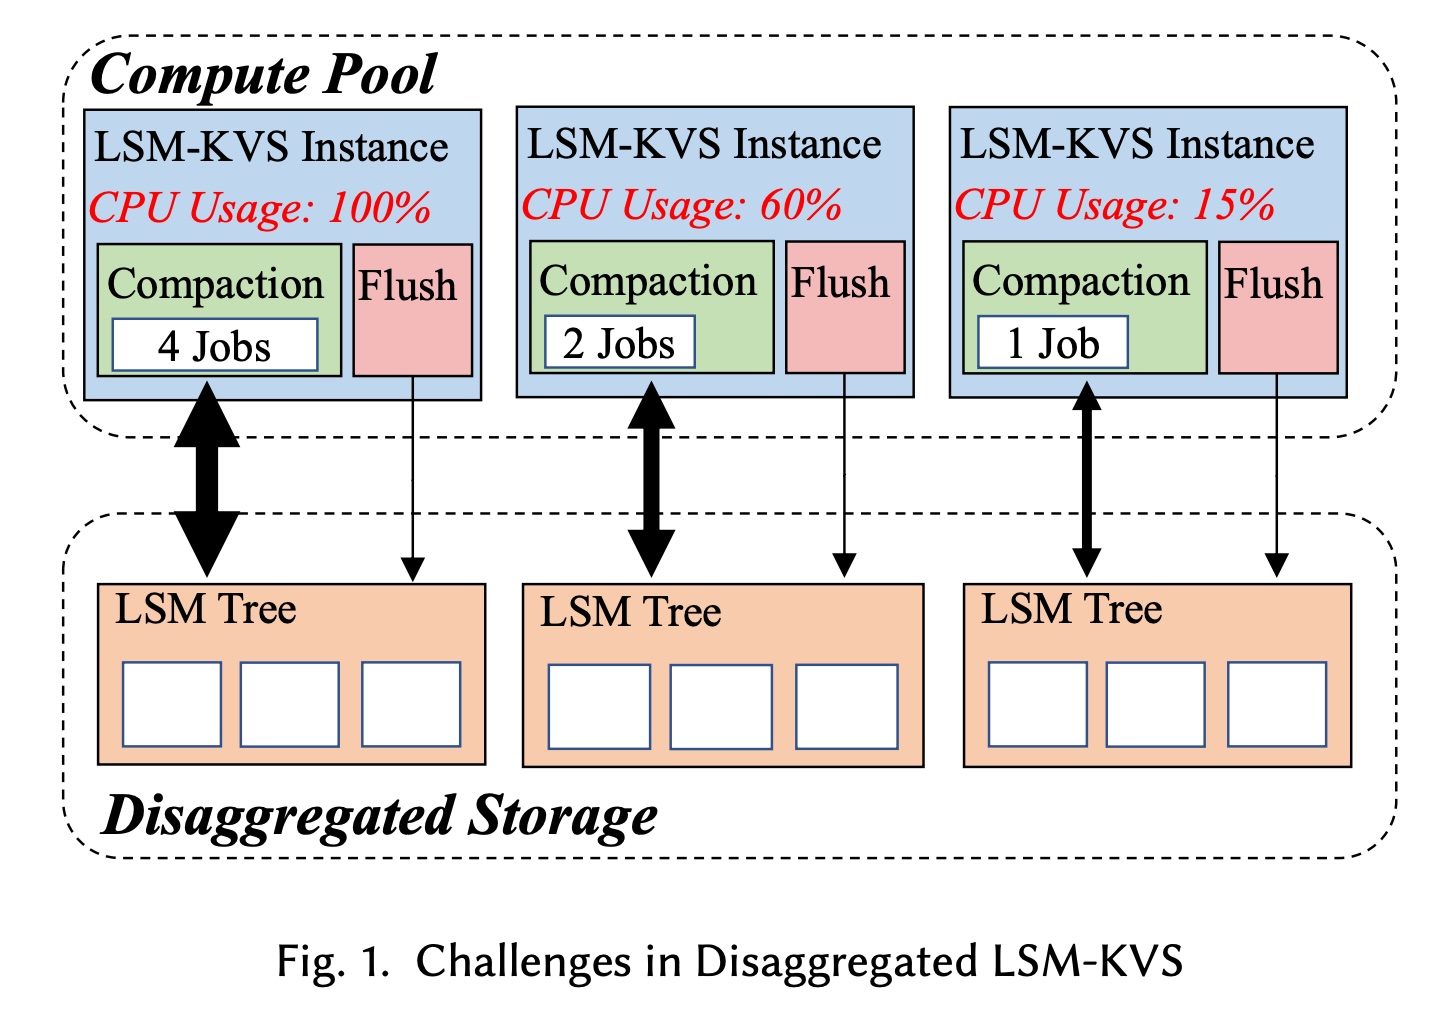 Compute Pool
LSM-KVS Instance
CPU Usage: 100%
Compaction
4 Jobs
Flush
LSM-KVS Instance
CPU Usage: 60%
Compaction
2 Jobs
Flush
LSM-KVS Instance
CPU Usage: 15%
Compaction
1 Job
Flush
LSM Tree
LSM Tree
LSM Tree
Disaggregated Storage
Fig. 1. Challenges in Disaggregated LSM-KVS